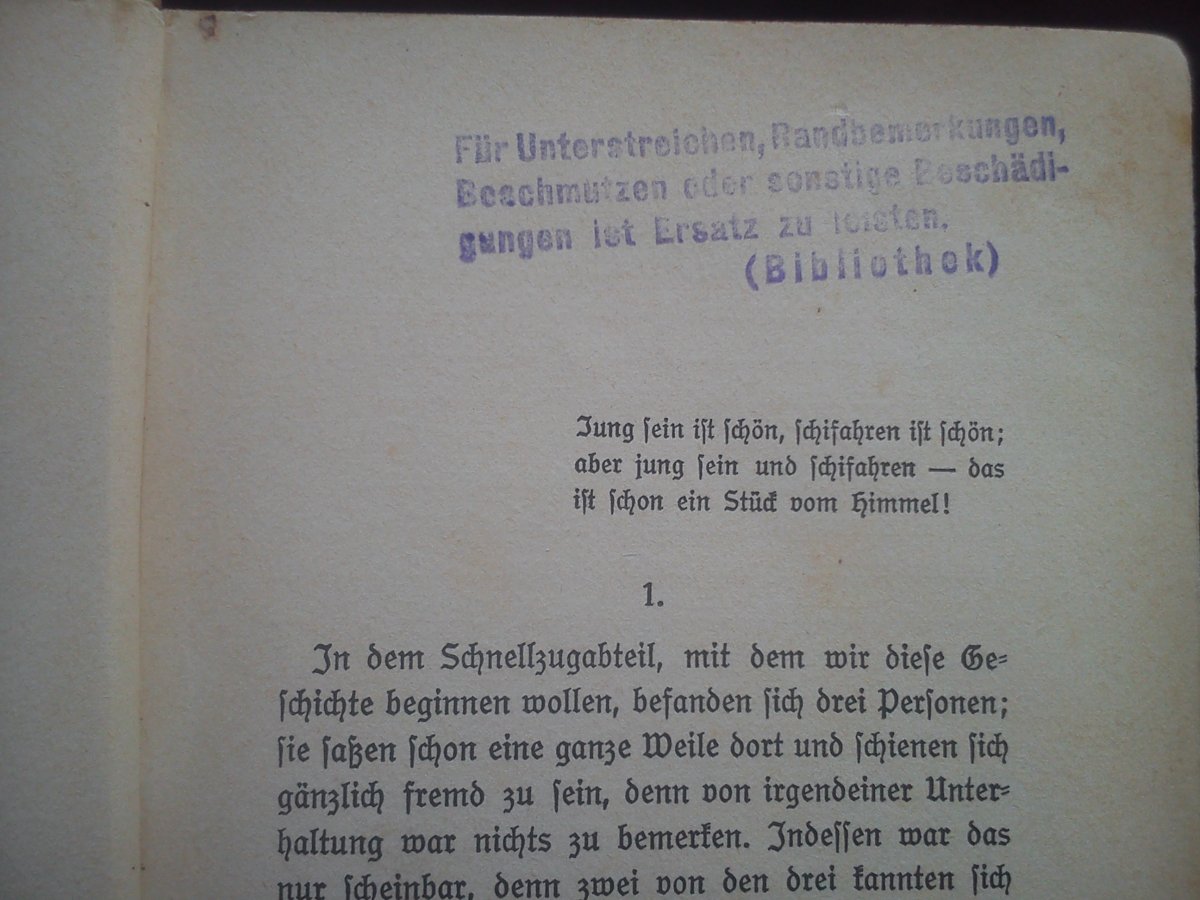 Für Unterstreichen, Randbemerkungen,
Beschmutzen oder sonstige Beschädi-
gungen ist Ersatz zu leisten.
(Bibliothek)
Jung sein ist schön, schifahren ist schön;
aber jung sein und schifahren — das
ist schon ein Stück vom Himmel!
1.
In dem Schnellzugabteil, mit dem wir diese Ge-
schichte beginnen wollen, befanden sich drei Personen;
sie saßen schon eine ganze Weile dort und schienen sich
gänzlich fremd zu sein, denn von irgendeiner Unter-
haltung war nichts zu bemerken. Indessen war das
nur scheinbar, denn zwei von den drei kannten sich